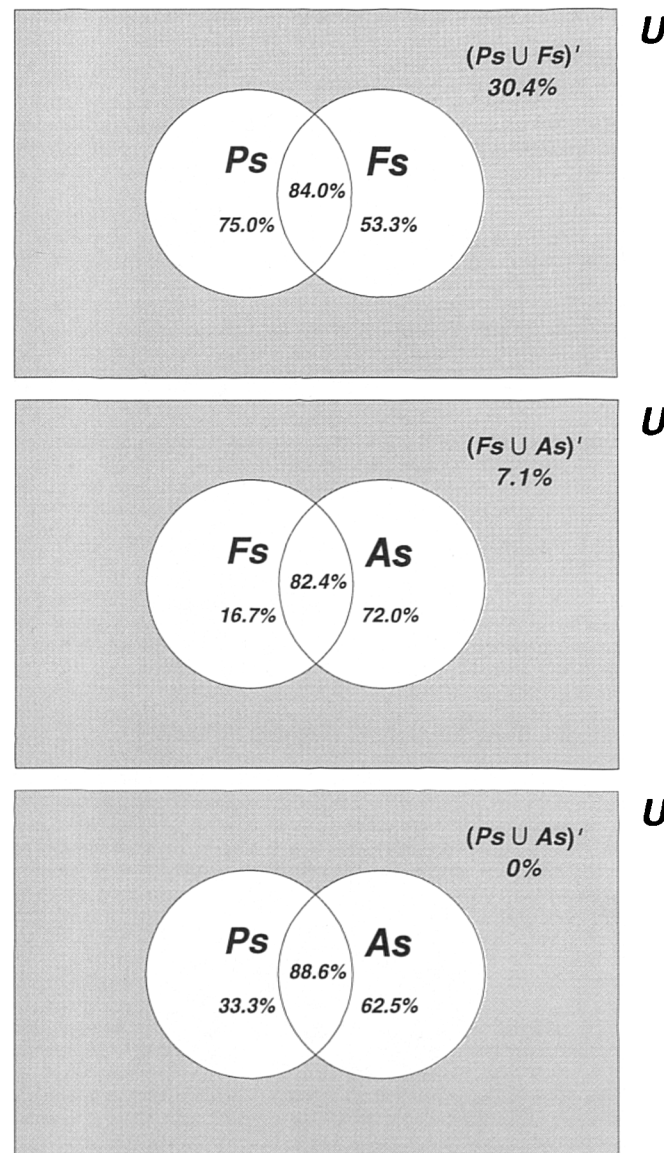 U
(Ps ∪ Fs)'
30.4%
Ps Fs
84.0%
75.0% 53.3%
U
(Fs ∪ As)'
7.1%
Fs As
82.4%
16.7% 72.0%
U
(Ps ∪ As)'
0%
Ps As
88.6%
33.3% 62.5%